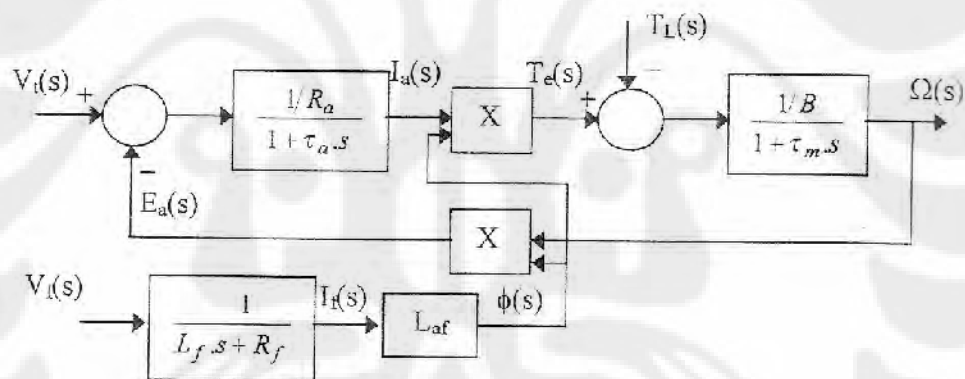 T_L(s)
V_t(s) + I_a(s) T_e(s) + − Ω(s)
1/R_a
1 + τ_a.s
X
1/B
1 + τ_m.s
−
E_a(s)
X
V_f(s) I_f(s) ϕ(s)
1
L_f.s + R_f
L_af